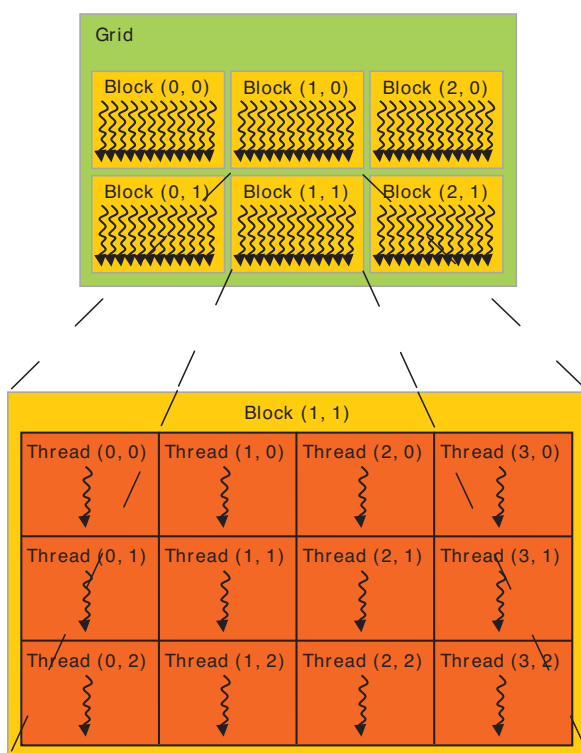 Grid
Block (0, 0) Block (1, 0) Block (2, 0)
Block (0, 1) Block (1, 1) Block (2, 1)
Block (1, 1)
Thread (0, 0) Thread (1, 0) Thread (2, 0) Thread (3, 0)
Thread (0, 1) Thread (1, 1) Thread (2, 1) Thread (3, 1)
Thread (0, 2) Thread (1, 2) Thread (2, 2) Thread (3, 2)